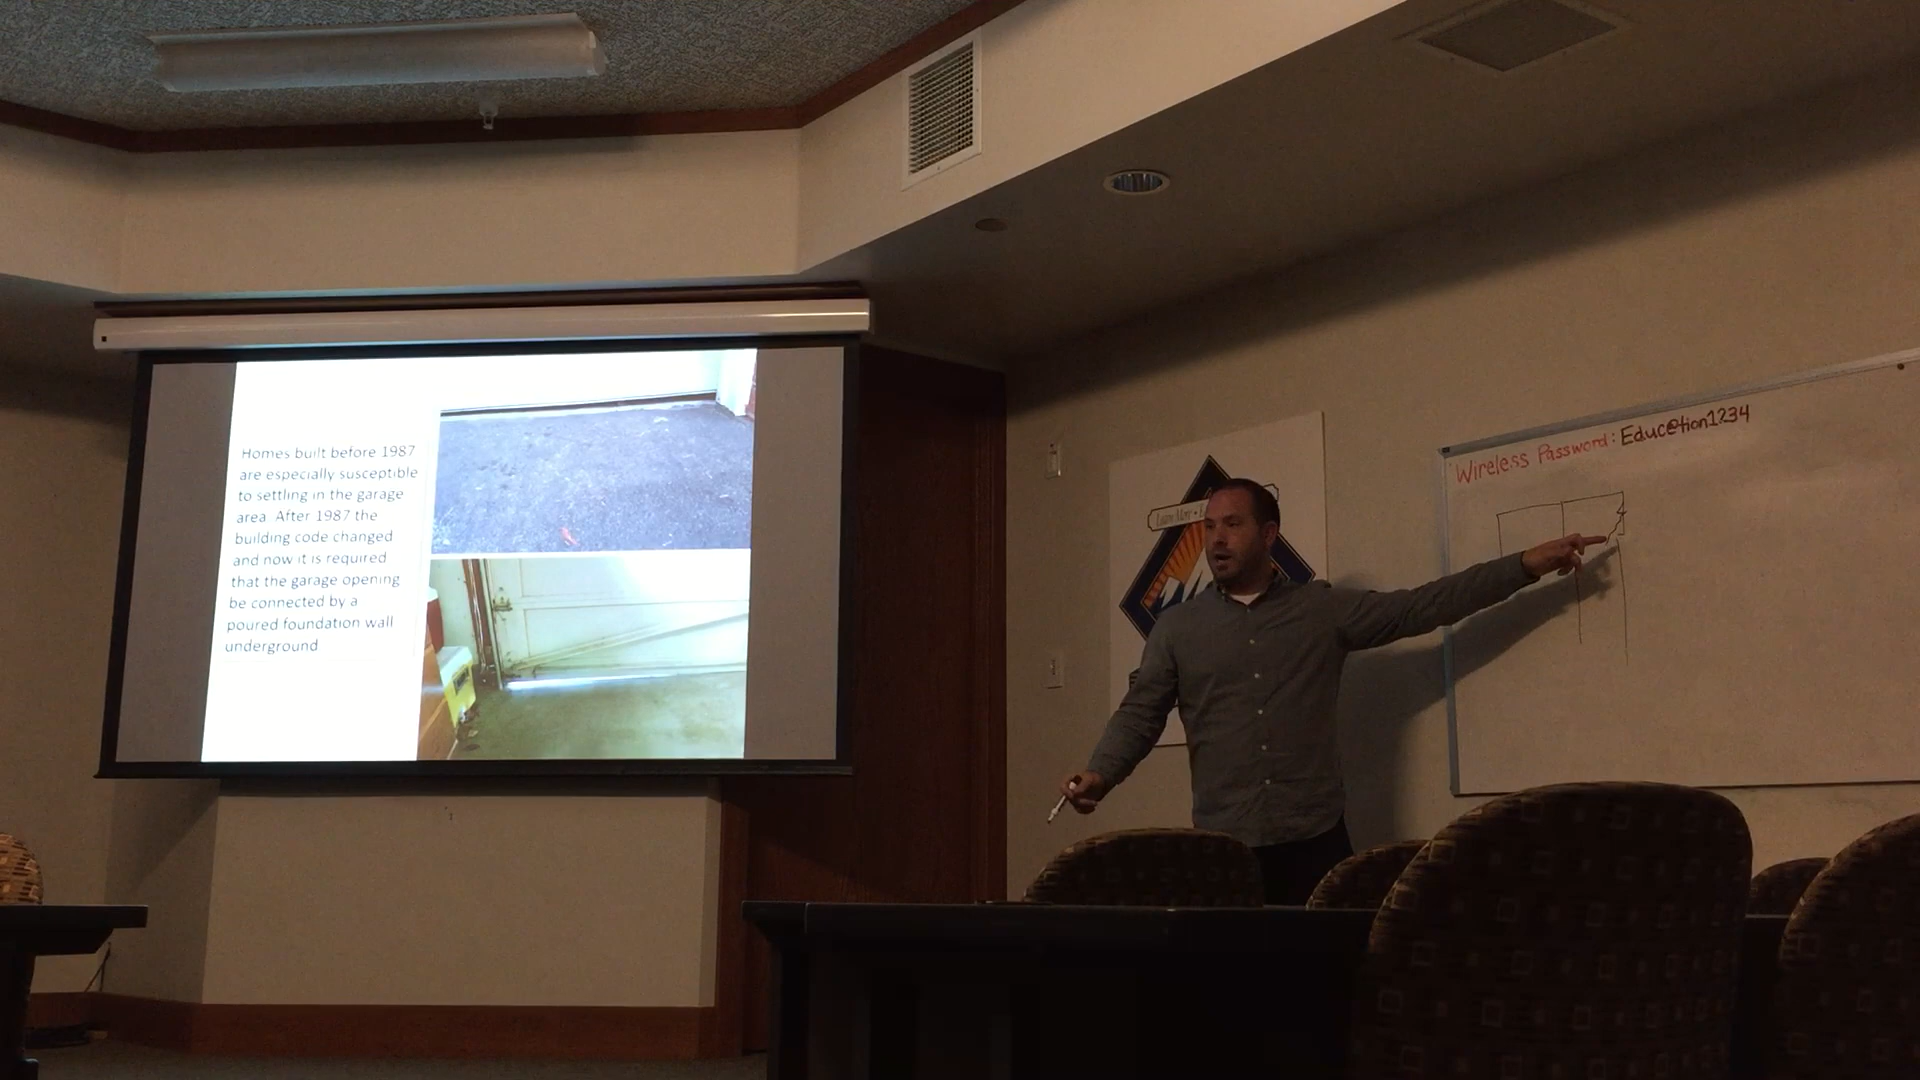 Homes built before 1987
are especially susceptible
to settling in the garage
area. After 1987 the
building code changed
and now it is required
that the garage opening
be connected by a
poured foundation wall
underground
Learn More •
Wireless Password: Educ@tion1234